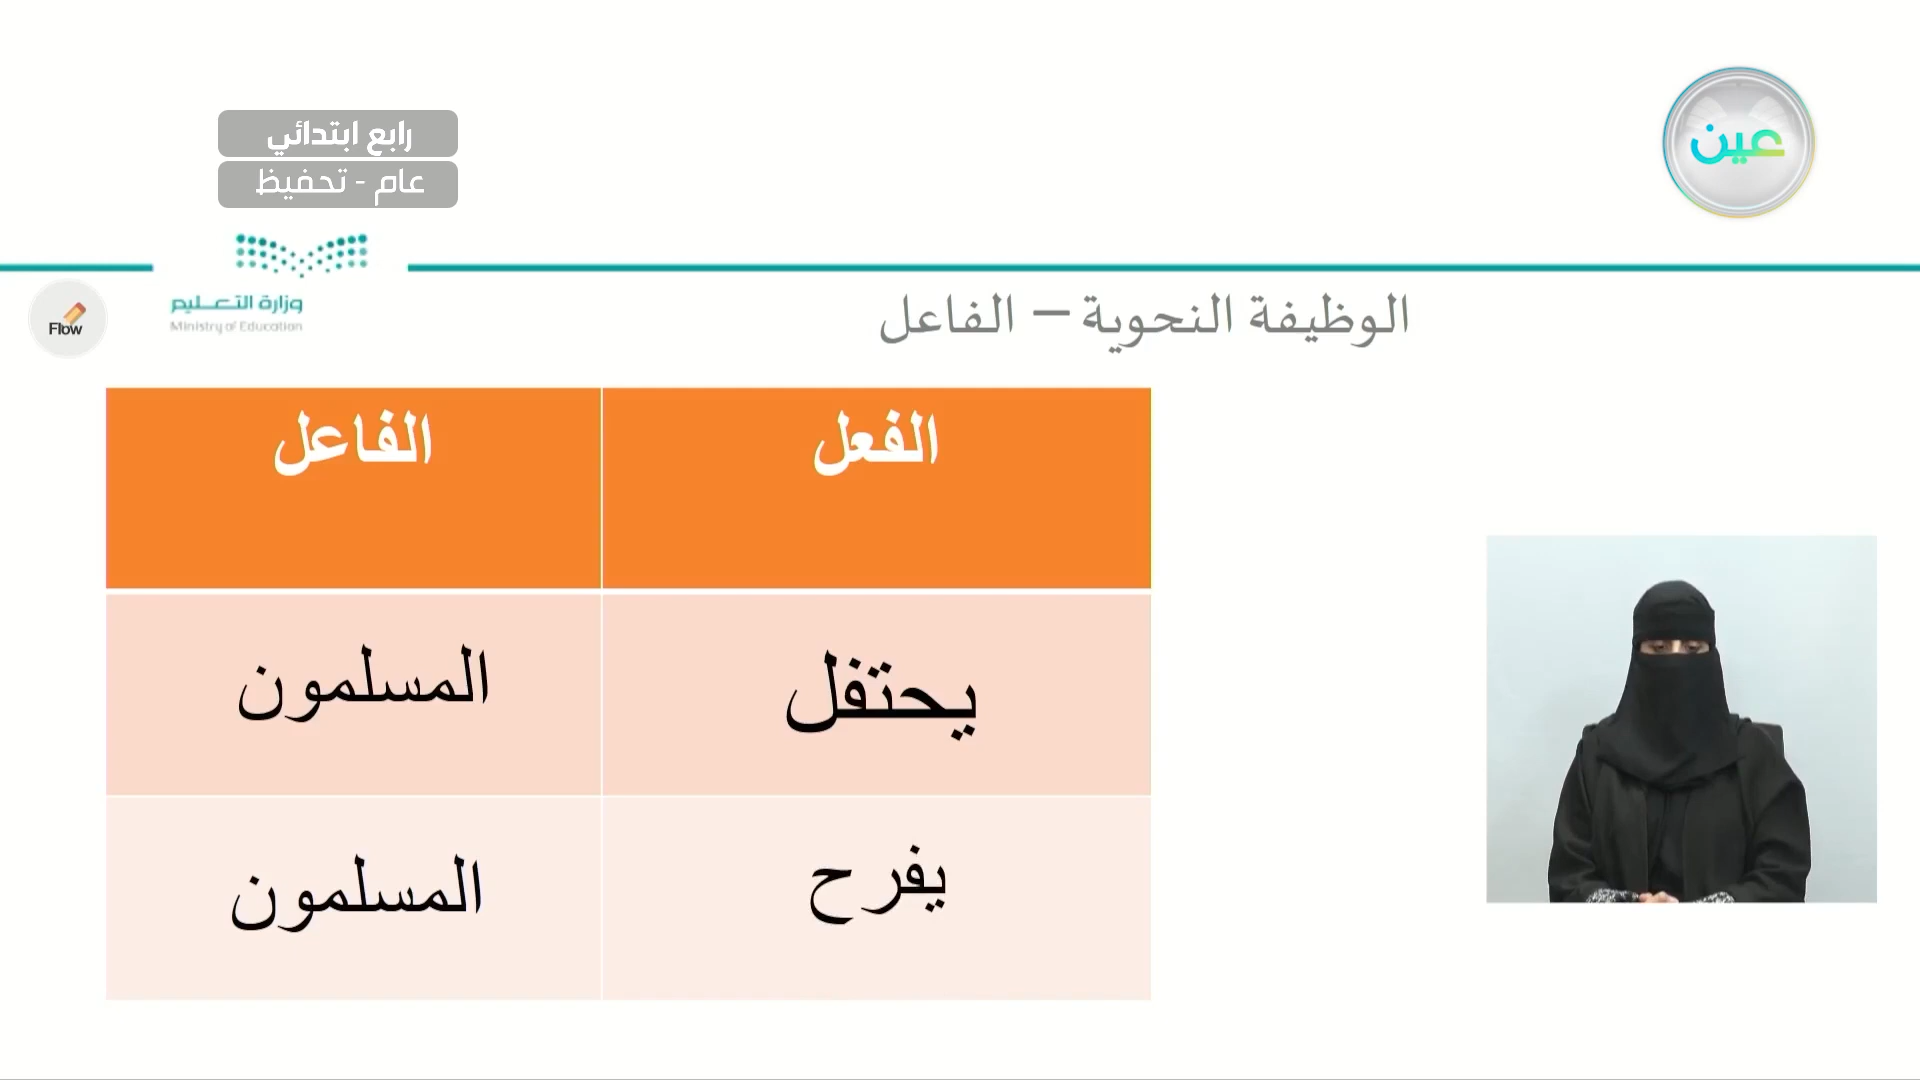 رابع ابتدائي
عام - تحفيظ
عين
وزارة التعليم
Ministry of Education
Flow
الوظيفة النحوية – الفاعل
الفعل الفاعل
يحتفل المسلمون
يفرح المسلمون